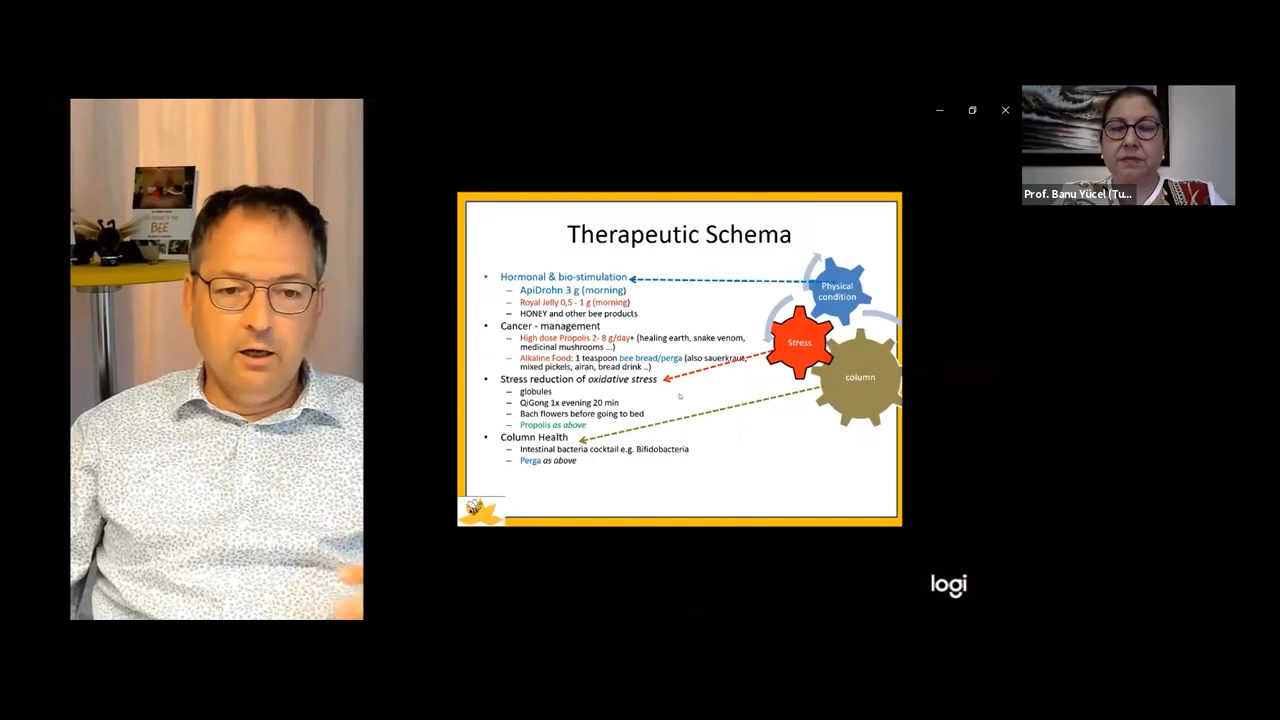 BEE
Therapeutic Schema
• Hormonal & bio-stimulation
– ApiDrohn 3 g (morning)
– Royal Jelly 0,5 - 1 g (morning)
– HONEY and other bee products
• Cancer - management
– High dose Propolis 2- 8 g/day+ (healing earth, snake venom,
medicinal mushrooms ...)
– Alkaline Food: 1 teaspoon bee bread/perga (also sauerkraut,
mixed pickels, airan, bread drink ..)
• Stress reduction of oxidative stress
– globules
– QiGong 1x evening 20 min
– Bach flowers before going to bed
– Propolis as above
• Column Health
– Intestinal bacteria cocktail e.g. Bifidobacteria
– Perga as above
Physical
condition
Stress
column
Prof. Banu Yücel (Tu...
logi